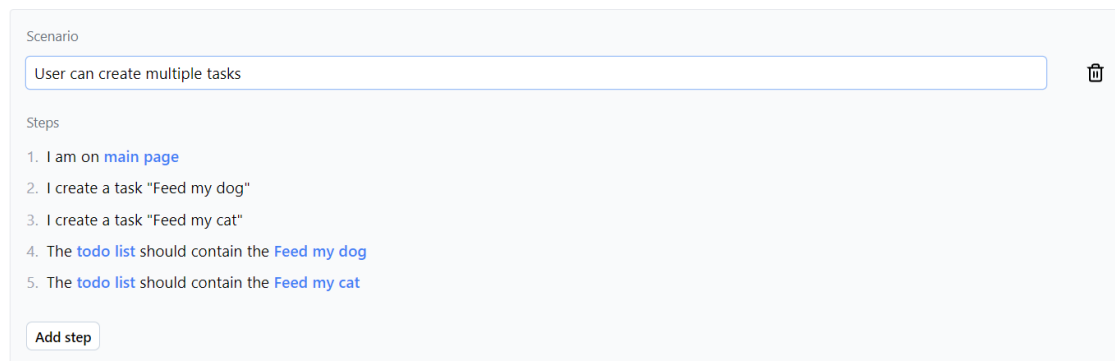 Scenario
User can create multiple tasks
Steps
1. I am on main page
2. I create a task "Feed my dog"
3. I create a task "Feed my cat"
4. The todo list should contain the Feed my dog
5. The todo list should contain the Feed my cat
Add step